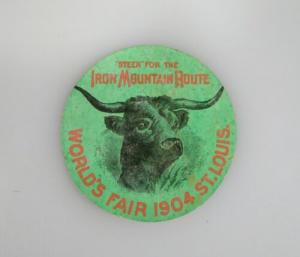 "STEER" FOR THE
IRON MOUNTAIN ROUTE
WORLD'S FAIR 1904 ST. LOUIS.